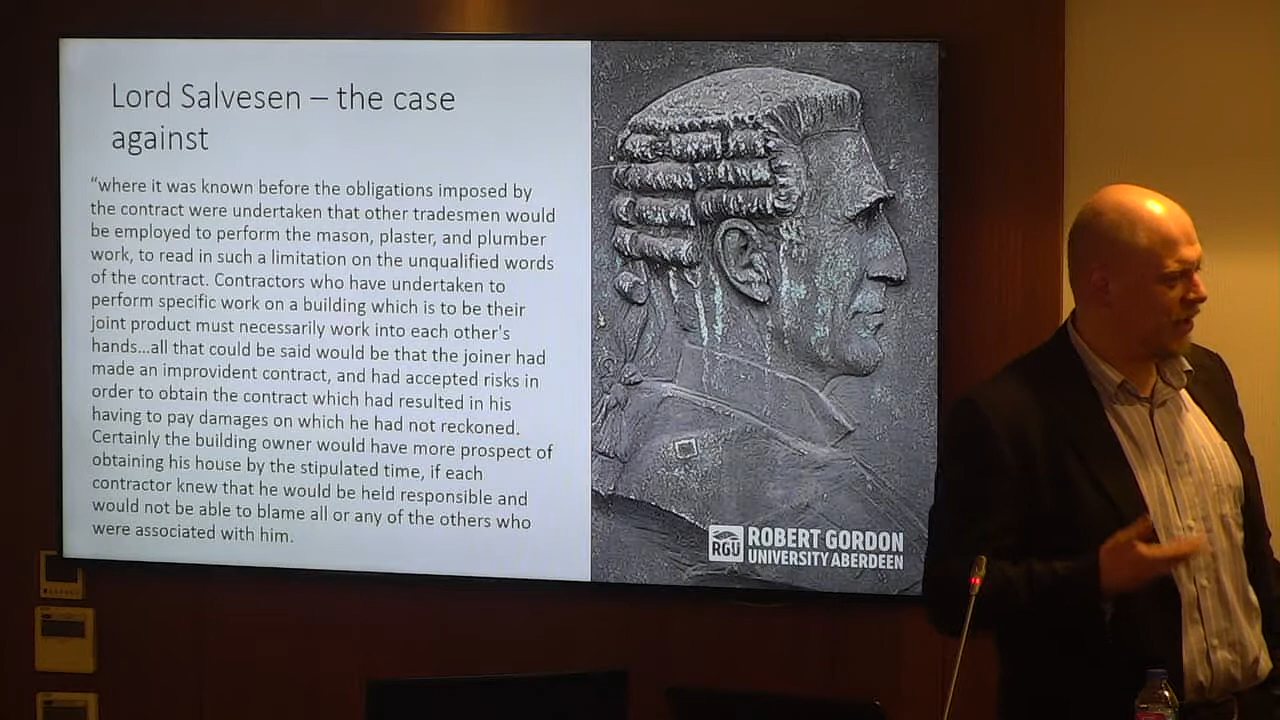 Lord Salvesen – the case
against
“where it was known before the obligations imposed by
the contract were undertaken that other tradesmen would
be employed to perform the mason, plaster, and plumber
work, to read in such a limitation on the unqualified words
of the contract. Contractors who have undertaken to
perform specific work on a building which is to be their
joint product must necessarily work into each other's
hands...all that could be said would be that the joiner had
made an improvident contract, and had accepted risks in
order to obtain the contract which had resulted in his
having to pay damages on which he had not reckoned.
Certainly the building owner would have more prospect of
obtaining his house by the stipulated time, if each
contractor knew that he would be held responsible and
would not be able to blame all or any of the others who
were associated with him.
RGU
ROBERT GORDON
UNIVERSITY ABERDEEN